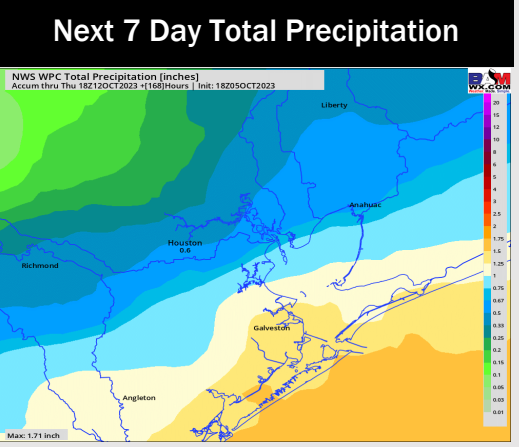 Next 7 Day Total Precipitation
NWS WPC Total Precipitation [inches]
Accum thru Thu 18Z12OCT2023 +[168]Hours | Init: 18Z05OCT2023
BAM
WX.COM
Liberty
Anahuac
Houston
0.6
Richmond
Galveston
Angleton
20
15
12
10
8
6
5
4
3
2.5
2
1.75
1.5
1.25
1
0.75
0.67
0.5
0.33
0.25
0.2
0.15
0.1
0.05
0.03
0.01
Max: 1.71 inch